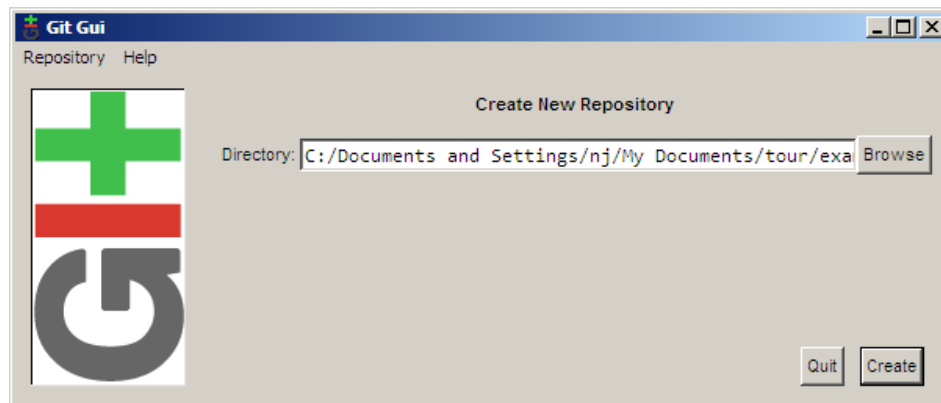 Git Gui
Repository Help
Create New Repository
Directory: C:/Documents and Settings/nj/My Documents/tour/exa Browse
Quit Create
GIT